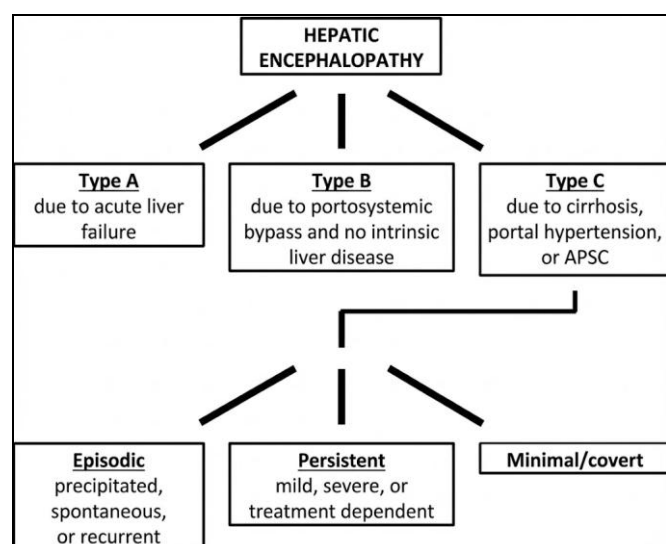 HEPATIC
ENCEPHALOPATHY
Type A
due to acute liver
failure
Type B
due to portosystemic
bypass and no intrinsic
liver disease
Type C
due to cirrhosis,
portal hypertension,
or APSC
Episodic
precipitated,
spontaneous,
or recurrent
Persistent
mild, severe, or
treatment dependent
Minimal/covert